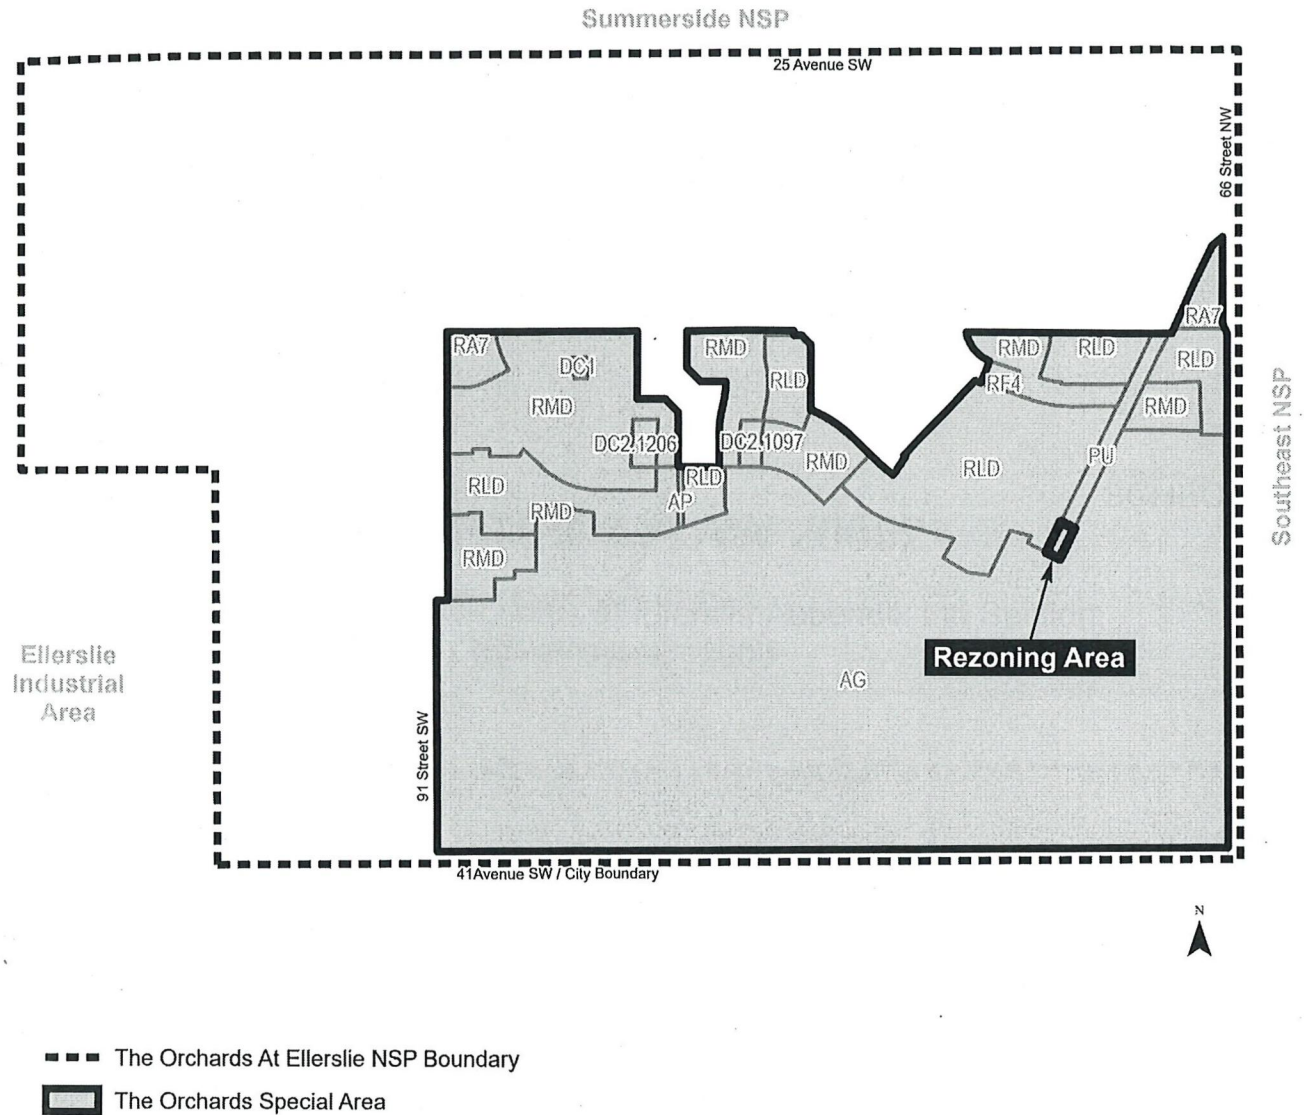 Summerside NSP
25 Avenue SW
66 Street NW
RA7
RA7
DC1
RMD
RMD
RLD
RMD
RLD
RLD
RF4
RMD
RMD
DC2.1206
DC2.1097
RMD
RLD
PU
RLD
RLD
AP
RMD
RMD
Southeast NSP
Rezoning Area
AG
Ellerslie
Industrial
Area
91 Street SW
41Avenue SW / City Boundary
N
The Orchards At Ellerslie NSP Boundary
The Orchards Special Area